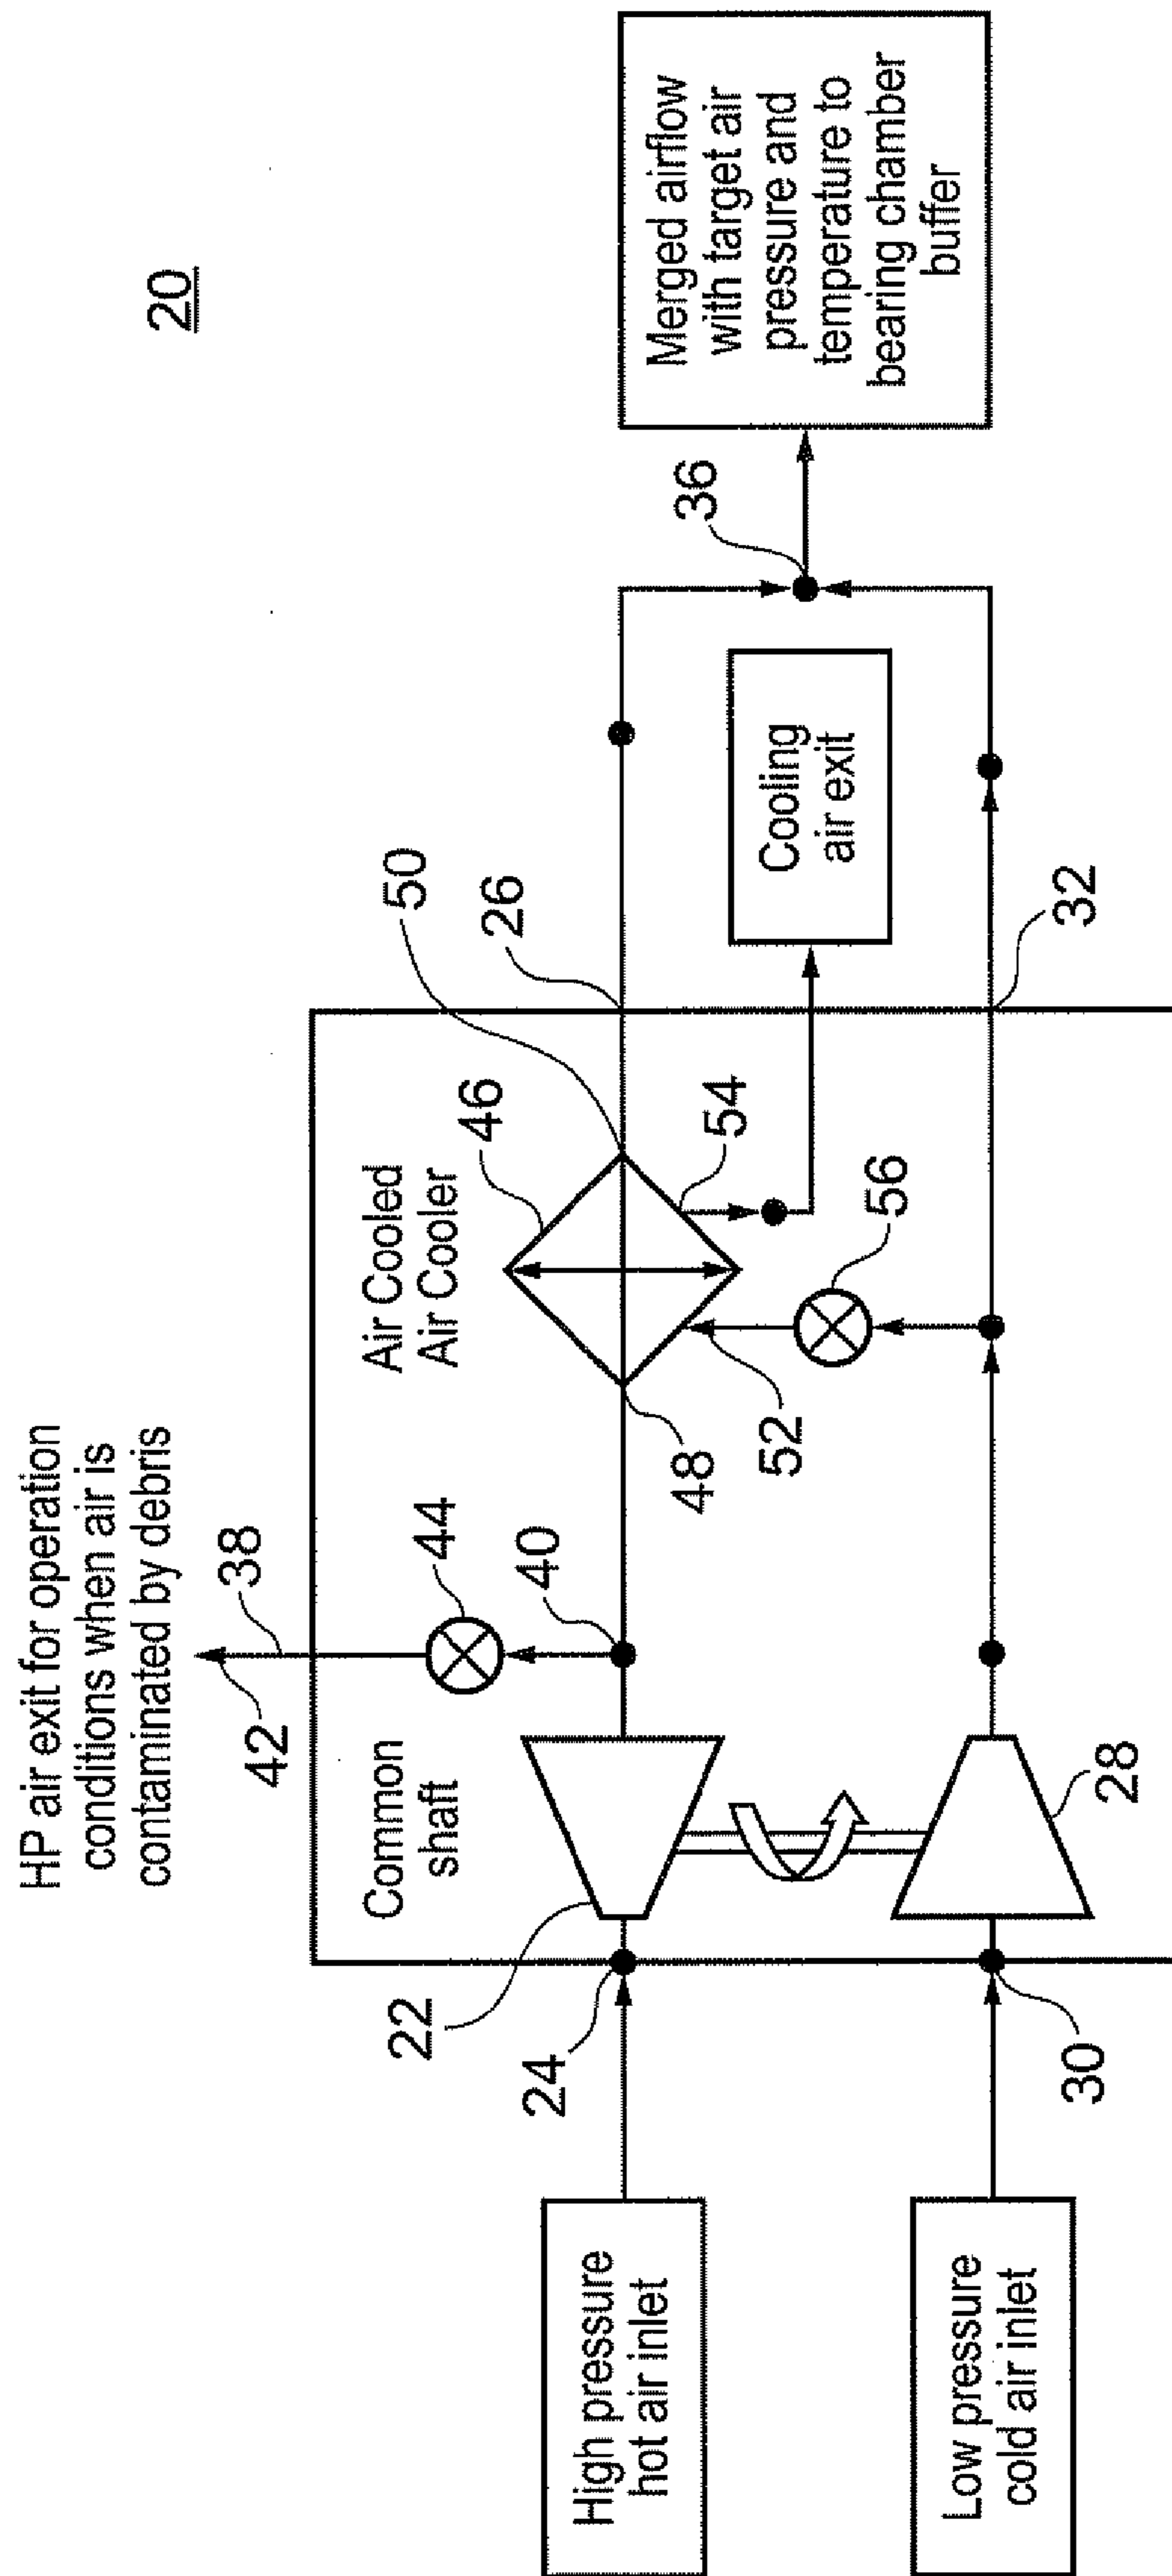 20
HP air exit for operation
conditions when air is
contaminated by debris
42
38
Common
shaft
44
40
Air Cooled
Air Cooler
46
50
26
22
24
48
52
54
56
36
High pressure
hot air inlet
Low pressure
cold air inlet
30
28
32
Cooling
air exit
Merged airflow
with target air
pressure and
temperature to
bearing chamber
buffer